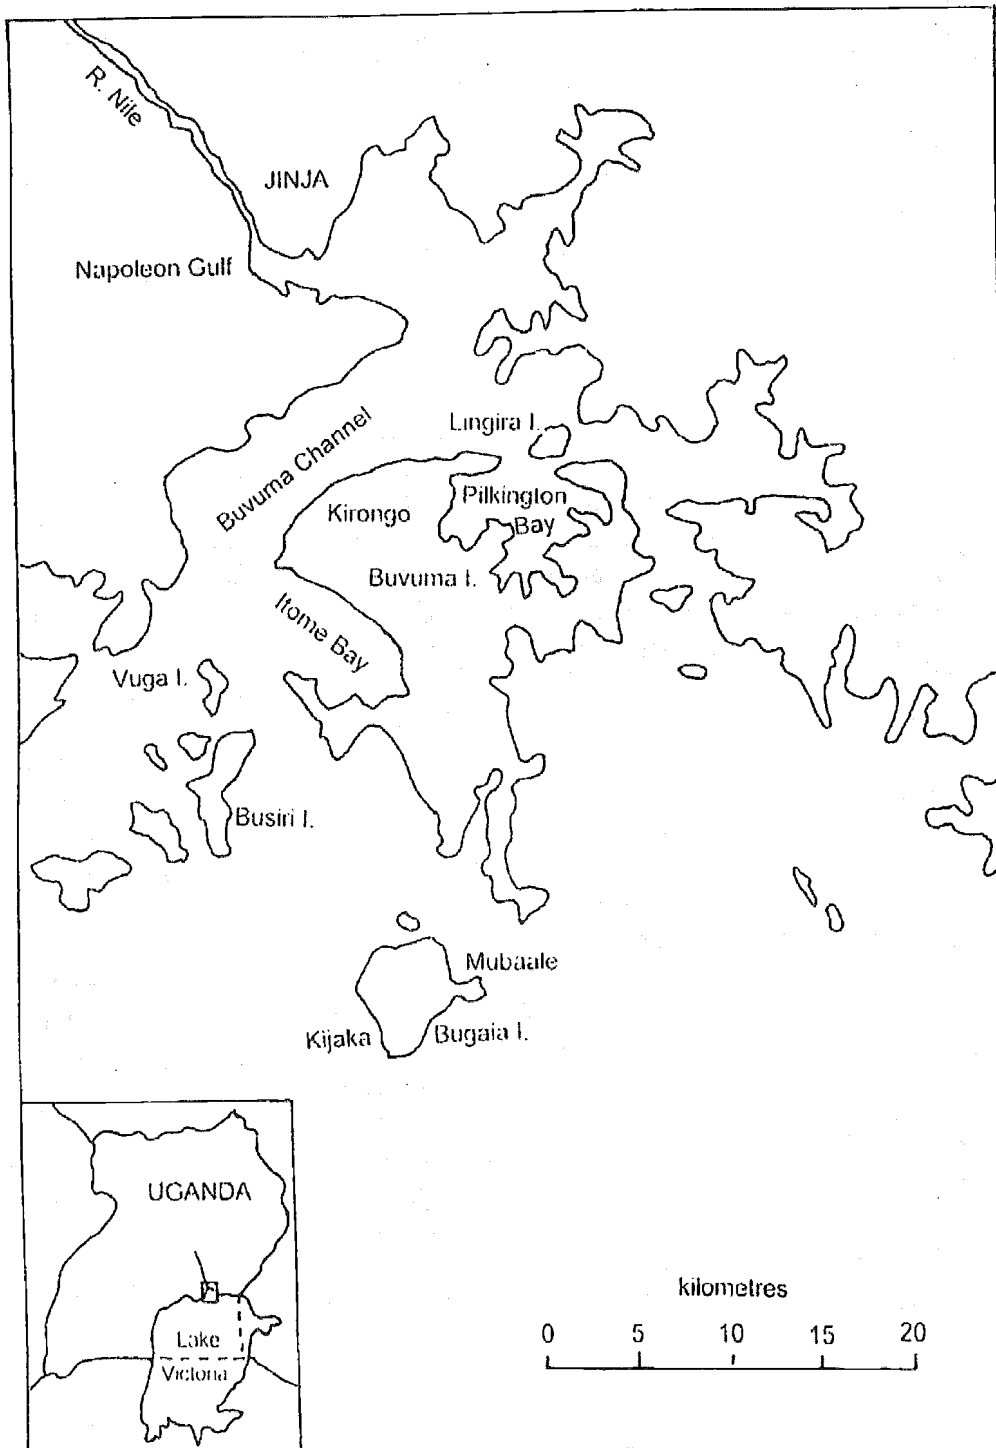 R. Nile
JINJA
Napoleon Gulf
Lingira I.
Buvuma Channel
Pilkington
Bay
Kirongo
Buvuma I.
Itome Bay
Vuga I.
Busiri I.
Mubaale
Kijaka
Bugaia I.
UGANDA
Lake
Victoria
kilometres
0 5 10 15 20